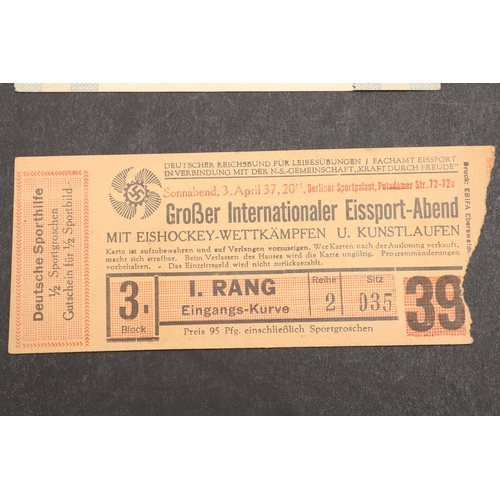 Deutsche Sporthilfe
½ Sportgroschen
Gutschein für ½ Sportbild
DEUTSCHER REICHSBUND FÜR LEIBESÜBUNGEN / FACHAMT EISSPORT
IN VERBINDUNG MIT DER N.-S.-GEMEINSCHAFT „KRAFT DURCH FREUDE"
Sonnabend, 3. April 37, 20¹⁵, Berliner Sportpalast, Potsdamer Str. 72-72a
Großer Internationaler Eissport-Abend
MIT EISHOCKEY-WETTKÄMPFEN U. KUNSTLAUFEN
Karte ist aufzubewahren und auf Verlangen vorzuzeigen. Wer Karten nach der Auslosung verkauft,
macht sich strafbar. Beim Verlassen des Hauses wird die Karte ungültig. Programmänderungen
vorbehalten. - Das Eintrittsgeld wird nicht zurückgezahlt.
3.
Block
I. RANG
Eingangs-Kurve
Reihe
2
Sitz
035
39
Preis 95 Pfg. einschließlich Sportgroschen
Druck: EBIFA Eberswalde